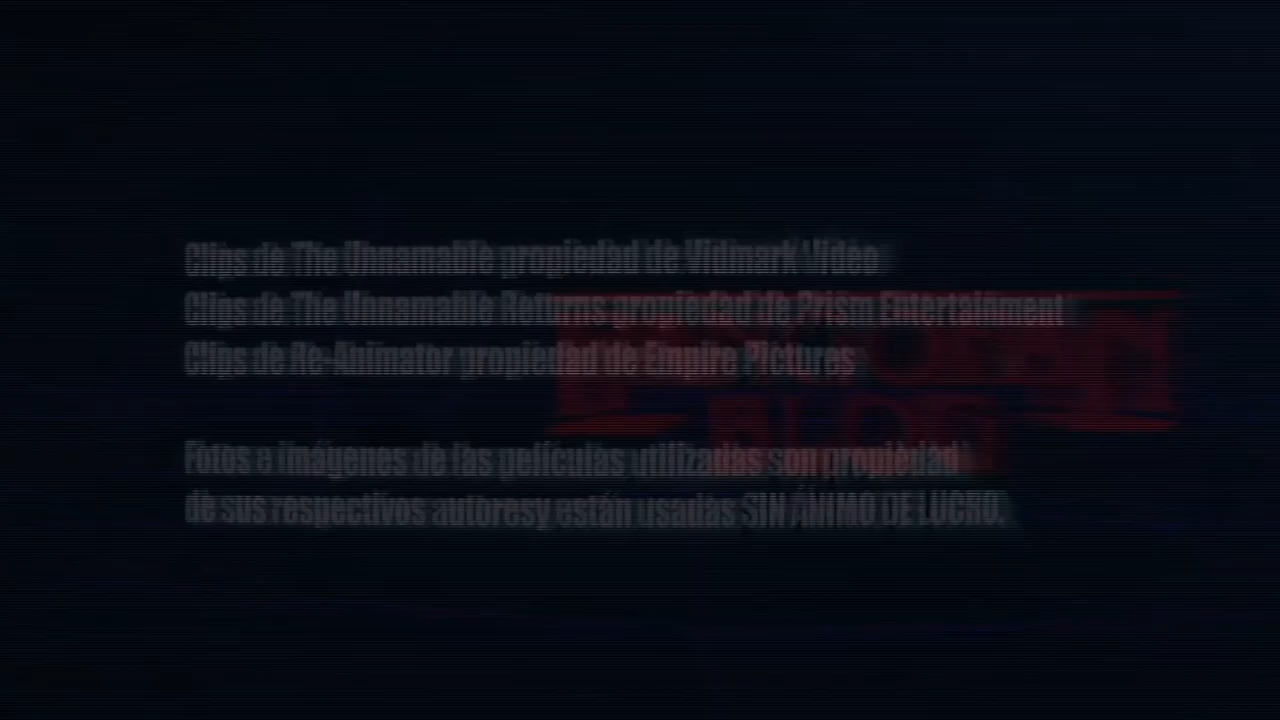 Clips de The Unnamable propiedad de Vidmark Video
Clips de The Unnamable Returns propiedad de Prism Entertainment
Clips de Re-Animator propiedad de Empire Pictures
BLOG
Fotos e imágenes de las películas utilizadas son propiedad
de sus respectivos autoresy están usadas SIN ÁNIMO DE LUCRO.